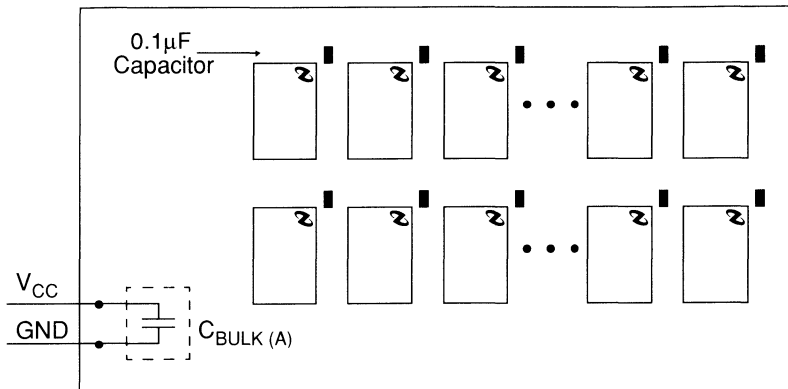 0.1μF
Capacitor
V_CC
GND
C_BULK (A)